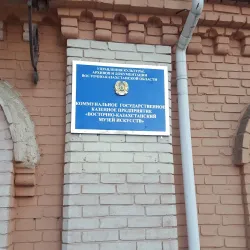 УПРАВЛЕНИЕ КУЛЬТУРЫ,
АРХИВОВ И ДОКУМЕНТАЦИИ
ВОСТОЧНО-КАЗАХСТАНСКОЙ ОБЛАСТИ
КОММУНАЛЬНОЕ ГОСУДАРСТВЕННОЕ
КАЗЕННОЕ ПРЕДПРИЯТИЕ
«ВОСТОЧНО-КАЗАХСТАНСКИЙ
МУЗЕЙ ИСКУССТВ»